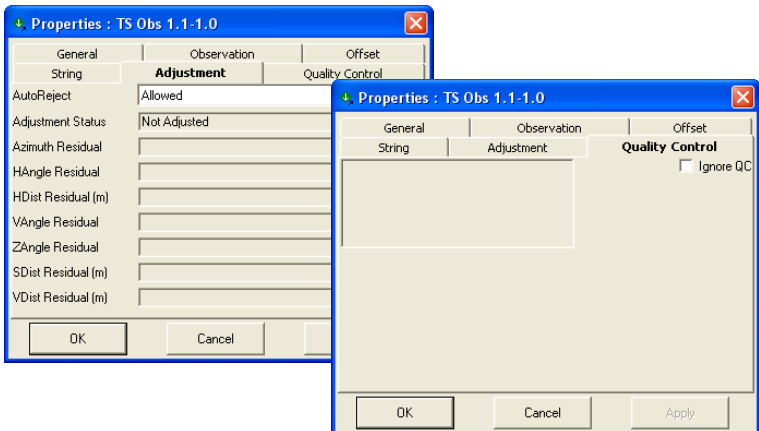 Properties : TS Obs 1.1-1.0
General Observation Offset
String Adjustment Quality Control
AutoReject Allowed
Adjustment Status Not Adjusted
Azimuth Residual
HAngle Residual
HDist Residual (m)
VAngle Residual
ZAngle Residual
SDist Residual (m)
VDist Residual (m)
OK Cancel
Properties : TS Obs 1.1-1.0
General Observation Offset
String Adjustment Quality Control
Ignore QC
OK Cancel Apply